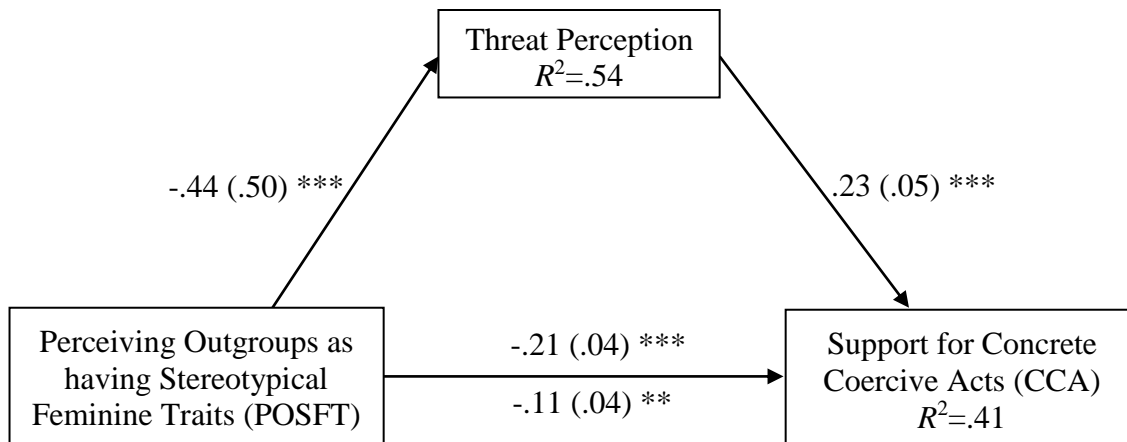 Threat Perception
R²=.54
-.44 (.50) ***
.23 (.05) ***
Perceiving Outgroups as
having Stereotypical
Feminine Traits (POSFT)
-.21 (.04) ***
-.11 (.04) **
Support for Concrete
Coercive Acts (CCA)
R²=.41